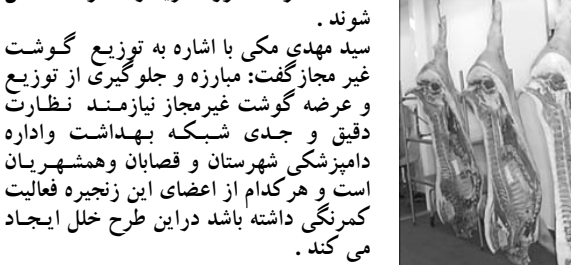 شوند .
سید مهدی مکی با اشاره به توزیع گوشت
غیر مجازگفت: مبارزه و جلوگیری از توزیع
و عرضه گوشت غیرمجاز نیازمند نظارت
دقیق و جدی شبکه بهداشت واداره
دامپزشکی شهرستان و قصابان وهمشهریان
است و هرکدام از اعضای این زنجیره فعالیت
کمرنگی داشته باشد دراین طرح خلل ایجاد
می کند .